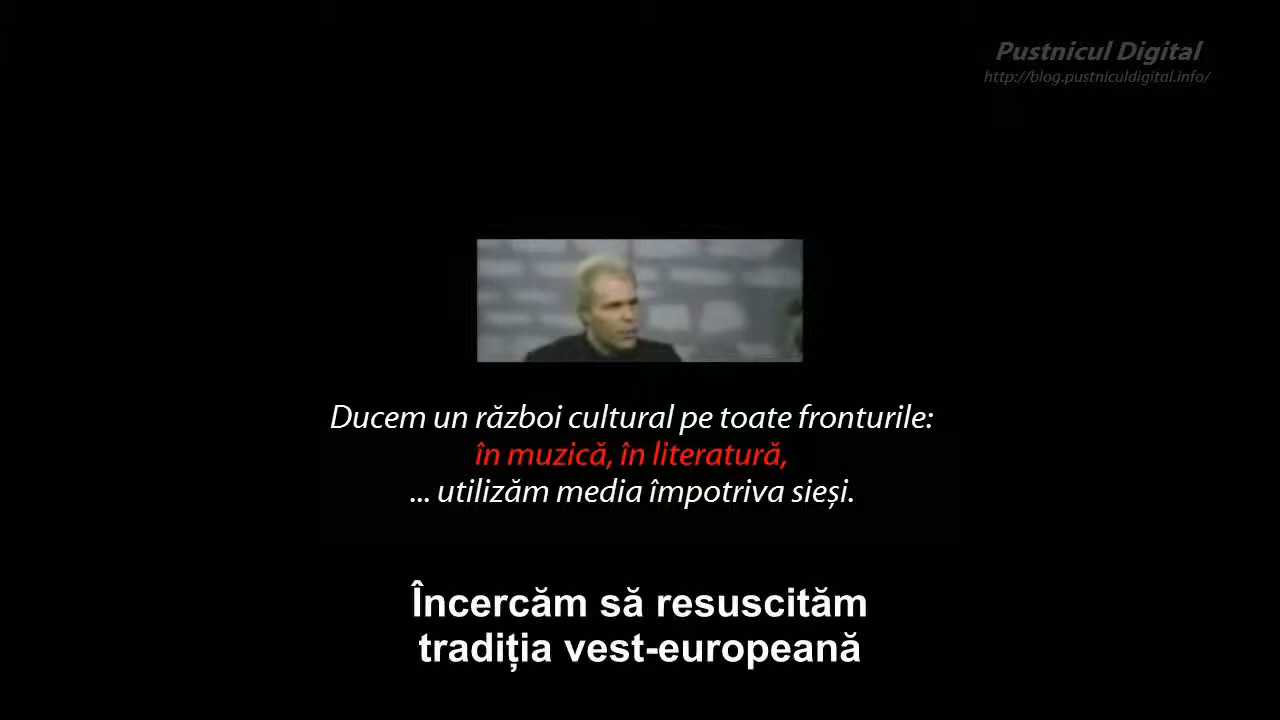 Pustnicul Digital
http://blog.pustniculdigital.info/
Ducem un război cultural pe toate fronturile:
în muzică, în literatură,
... utilizăm media împotriva sieși.
Încercăm să resuscităm
tradiția vest-europeană